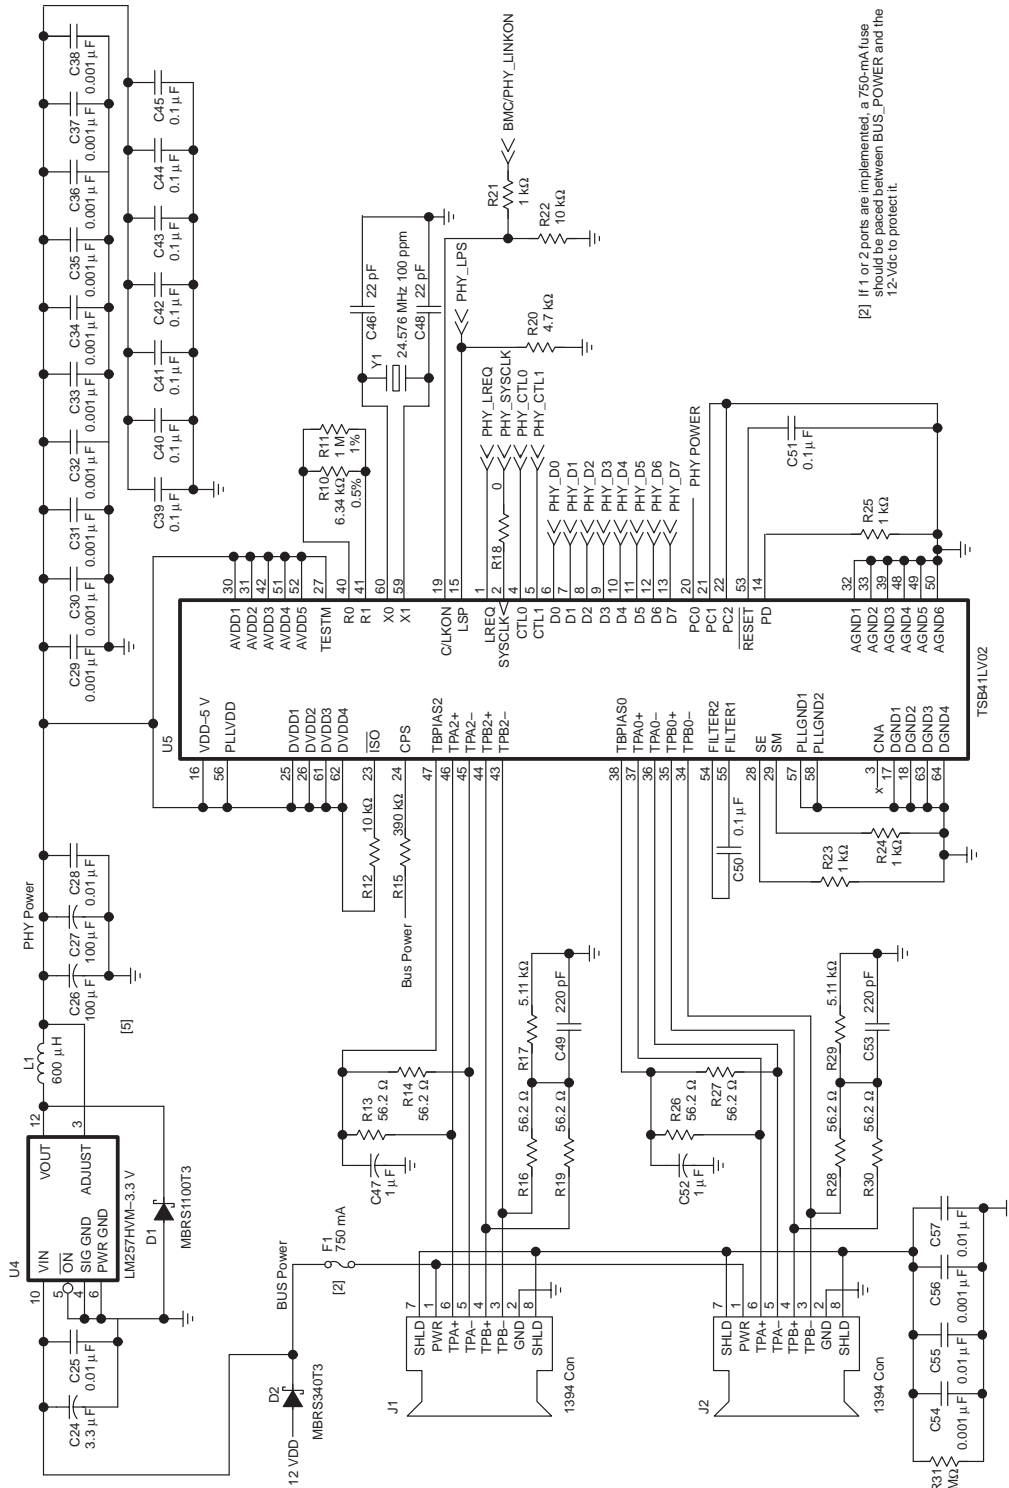 C38
0.001 µF
C37
0.001 µF
C36
0.001 µF
C35
0.001 µF
C34
0.001 µF
C33
0.001 µF
C32
0.001 µF
C31
0.001 µF
C30
0.001 µF
C29
0.001 µF
C45
0.1 µF
C44
0.1 µF
C43
0.1 µF
C42
0.1 µF
C41
0.1 µF
C40
0.1 µF
C39
0.1 µF
BMC/PHY_LINKON
R21
1 kΩ
R22
10 kΩ
22 pF
C46
24.576 MHz 100 ppm
Y1
22 pF
C48
PHY_LPS
R20
4.7 kΩ
R11
1 M
1%
R10
6.34 kΩ
0.5%
PHY_LREQ
PHY_SYSCLK
PHY_CTL0
PHY_CTL1
R18
0
PHY_D0
PHY_D1
PHY_D2
PHY_D3
PHY_D4
PHY_D5
PHY_D6
PHY_D7
PHY POWER
C51
0.1 µF
R25
1 kΩ
[2] If 1 or 2 ports are implemented, a 750-mA fuse
should be paced between BUS_POWER and the
12-Vdc to protect it.
30
31
42
51
52
27
40
41
60
59
19
15
1
2
4
5
6
7
8
9
10
11
12
13
20
21
22
53
14
32
33
39
48
49
50
AVDD1
AVDD2
AVDD3
AVDD4
AVDD5
TESTM
R0
R1
X0
X1
C/LKON
LSP
LREQ
SYSCLK
CTL0
CTL1
D0
D1
D2
D3
D4
D5
D6
D7
PC0
PC1
PC2
RESET
PD
AGND1
AGND2
AGND3
AGND4
AGND5
AGND6
TSB41LV02
U5
VDD–5 V
PLLVDD
DVDD1
DVDD2
DVDD3
DVDD4
ISO
CPS
TBPIAS2
TPA2+
TPA2–
TPB2+
TPB2–
TBPIAS0
TPA0+
TPA0–
TPB0+
TPB0–
FILTER2
FILTER1
SE
SM
PLLGND1
PLLGND2
CNA
DGND1
DGND2
DGND3
DGND4
16
56
25
26
61
62
23
24
47
46
45
44
43
38
37
36
35
34
54
55
28
29
57
58
3
17
18
63
64
x
10 kΩ
R12
390 kΩ
R15
Bus Power
0.1 µF
C50
R23
1 kΩ
R24
1 kΩ
PHY Power
C28
0.01 µF
C27
100 µF
C26
100 µF
[5]
L1
600 µH
12
3
VOUT
ADJUST
U4
VIN
ON
SIG GND
PWR GND
LM257HVM–3.3 V
10
5
4
6
D1
MBRS1100T3
C25
0.01 µF
C24
3.3 µF
BUS Power
F1
750 mA
[2]
D2
MBRS340T3
12 VDD
C47
1 µF
R13
56.2 Ω
R14
56.2 Ω
R16
56.2 Ω
R17
5.11 kΩ
R19
56.2 Ω
C49
220 pF
C52
1 µF
R26
56.2 Ω
R27
56.2 Ω
R28
56.2 Ω
R29
5.11 kΩ
R30
56.2 Ω
C53
220 pF
J1
7
1
6
5
4
3
2
8
SHLD
PWR
TPA+
TPA–
TPB+
TPB–
GND
SHLD
1394 Con
J2
7
1
6
5
4
3
2
8
SHLD
PWR
TPA+
TPA–
TPB+
TPB–
GND
SHLD
1394 Con
C57
0.01 µF
C56
0.001 µF
C55
0.01 µF
C54
0.001 µF
R31
MΩ